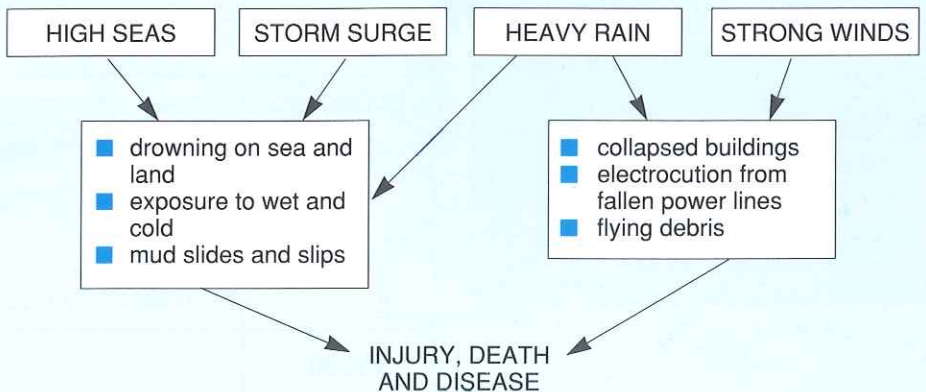 HIGH SEAS
STORM SURGE
HEAVY RAIN
STRONG WINDS
drowning on sea and
land
exposure to wet and
cold
mud slides and slips
collapsed buildings
electrocution from
fallen power lines
flying debris
INJURY, DEATH
AND DISEASE